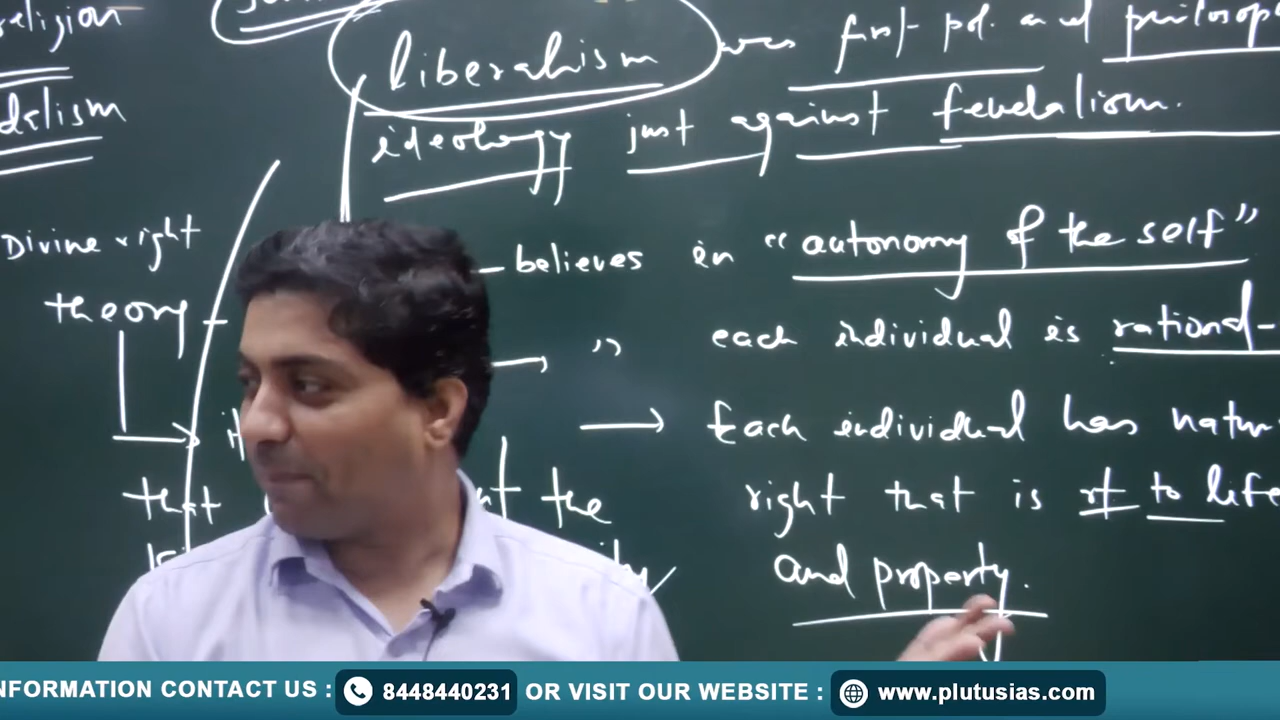 religion
liberalism was first pol. and philosop
dalism
ideology just against feudalism.
Divine right
theory -
- believes in "autonomy of the self"
→ " each individual is rational-
→ Each individual has natur
that
the
right that is rt to life
and property.
INFORMATION CONTACT US : 8448440231 OR VISIT OUR WEBSITE : www.plutusias.com